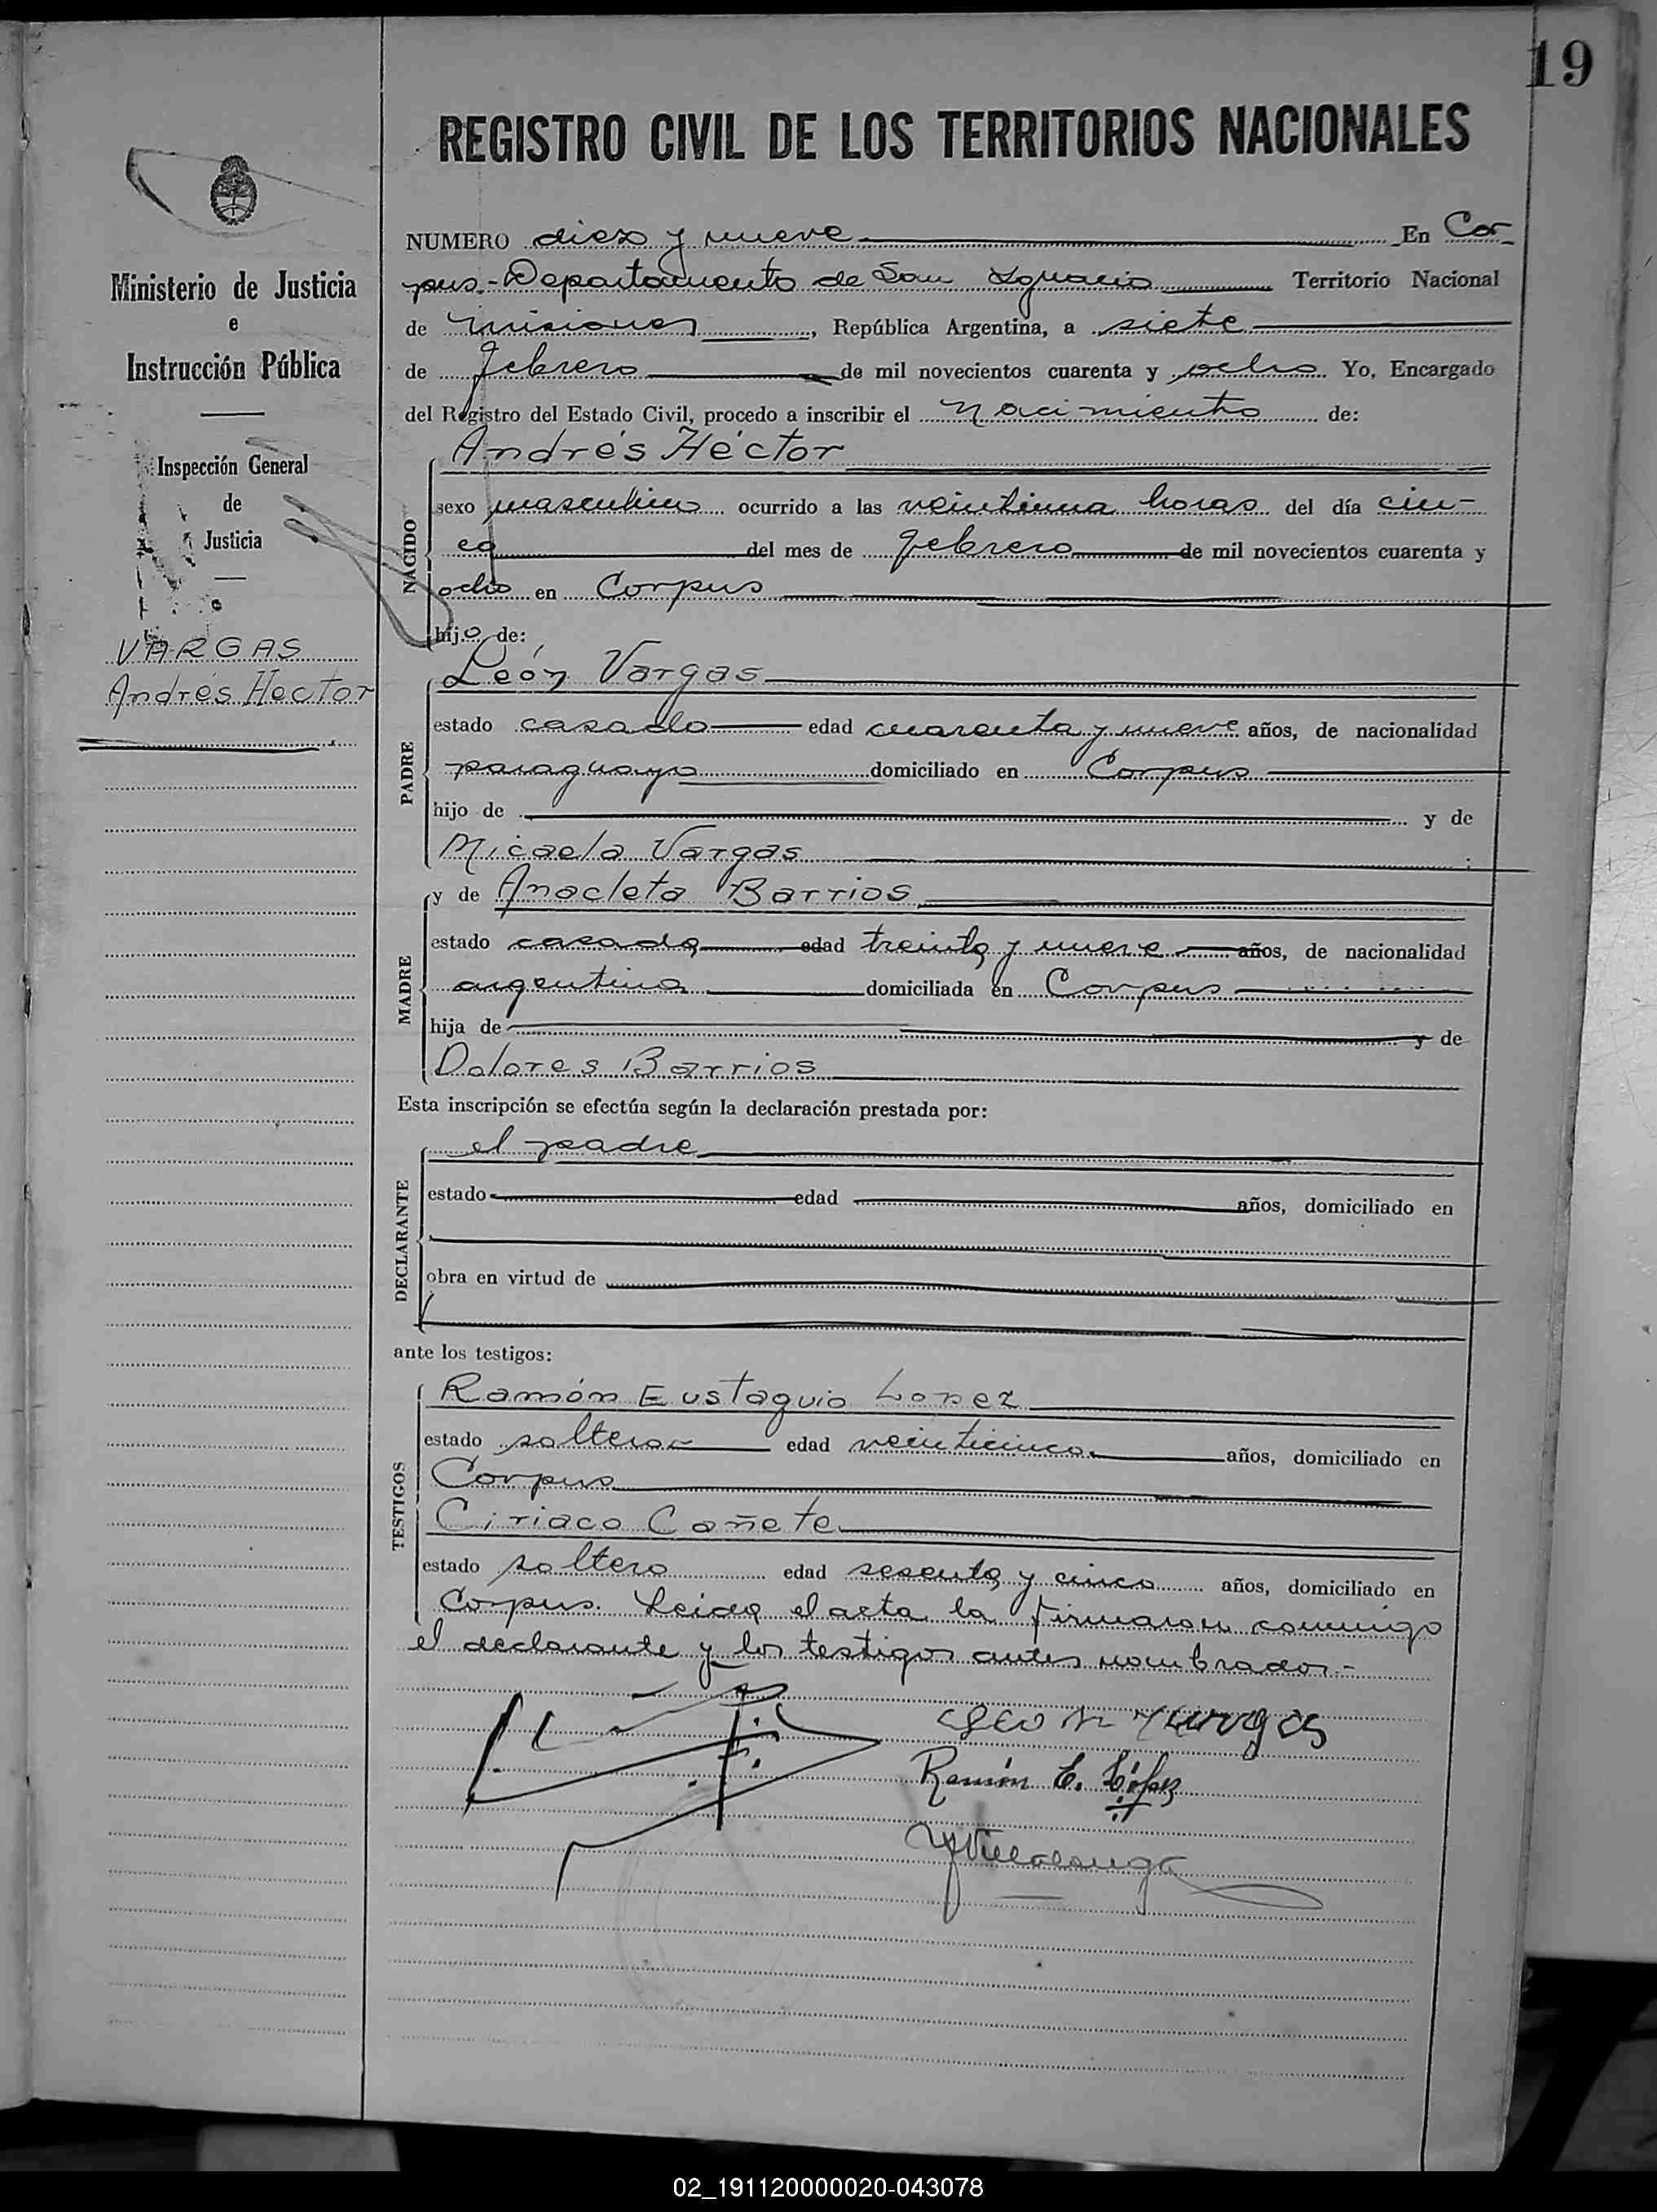 19
REGISTRO CIVIL DE LOS TERRITORIOS NACIONALES
Ministerio de Justicia
e
Instrucción Pública
Inspección General
de
Justicia
VARGAS
Andrés Hector
NUMERO diez y nueve En Cor-
pus.- Departamento de San Ignacio Territorio Nacional
de Misiones, República Argentina, a siete
de febrero de mil novecientos cuarenta y ocho Yo, Encargado
del Registro del Estado Civil, procedo a inscribir el Nacimiento de:
NACIDO
Andrés Héctor
sexo masculino ocurrido a las veintiuna horas del día cin-
co del mes de febrero de mil novecientos cuarenta y
ocho en Corpus
hijo de:
PADRE
León Vargas
estado casado edad cuarenta y nueve años, de nacionalidad
paraguayo domiciliado en Corpus
hijo de y de
Micaela Vargas
MADRE
y de Anacleta Barrios
estado casada edad treinta y nueve años, de nacionalidad
argentina domiciliada en Corpus
hija de y de
Dolores Barrios
Esta inscripción se efectúa según la declaración prestada por:
DECLARANTE
el padre
estado edad años, domiciliado en
obra en virtud de
ante los testigos:
TESTIGOS
Ramón Eustaquio Lopez
estado soltero edad veinticinco años, domiciliado en
Corpus
Ciriaco Cañete
estado soltero edad sesenta y cinco años, domiciliado en
Corpus. Leida el acta la firmaron conmigo
el declarante y los testigos antes nombrados.-
Leon Vargas
Ramón E. López
02_191120000020-043078